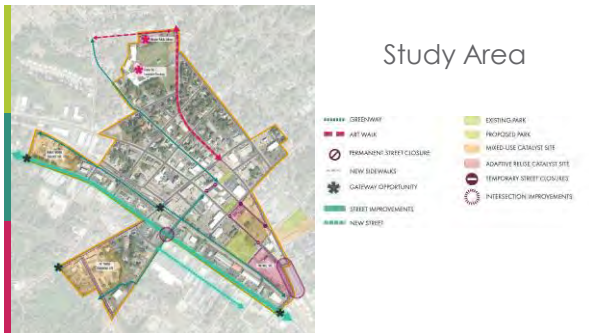 Study Area
GREENWAY
ART WALK
PERMANENT STREET CLOSURE
NEW SIDEWALKS
GATEWAY OPPORTUNITY
STREET IMPROVEMENTS
NEW STREET
EXISTING PARK
PROPOSED PARK
MIXED-USE CATALYST SITE
ADAPTIVE REUSE CATALYST SITE
TEMPORARY STREET CLOSURES
INTERSECTION IMPROVEMENTS